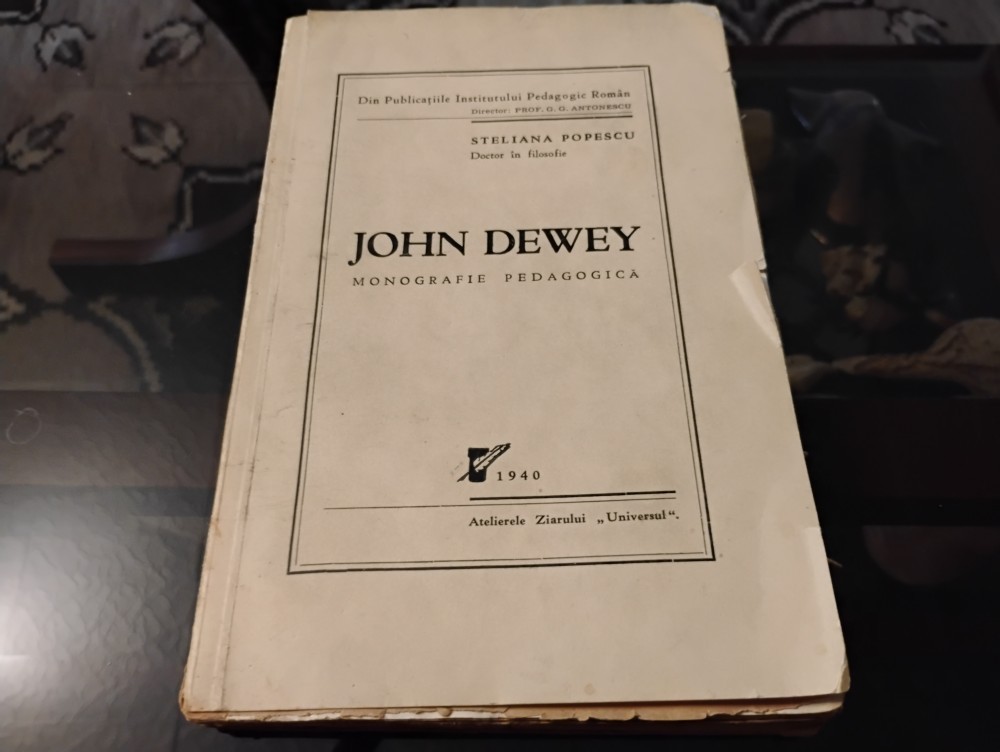 Din Publicațiile Institutului Pedagogic Român
Director: PROF. G. G. ANTONESCU
STELIANA POPESCU
Doctor în filosofie
JOHN DEWEY
MONOGRAFIE PEDAGOGICĂ
1940
Atelierele Ziarului „Universul“.